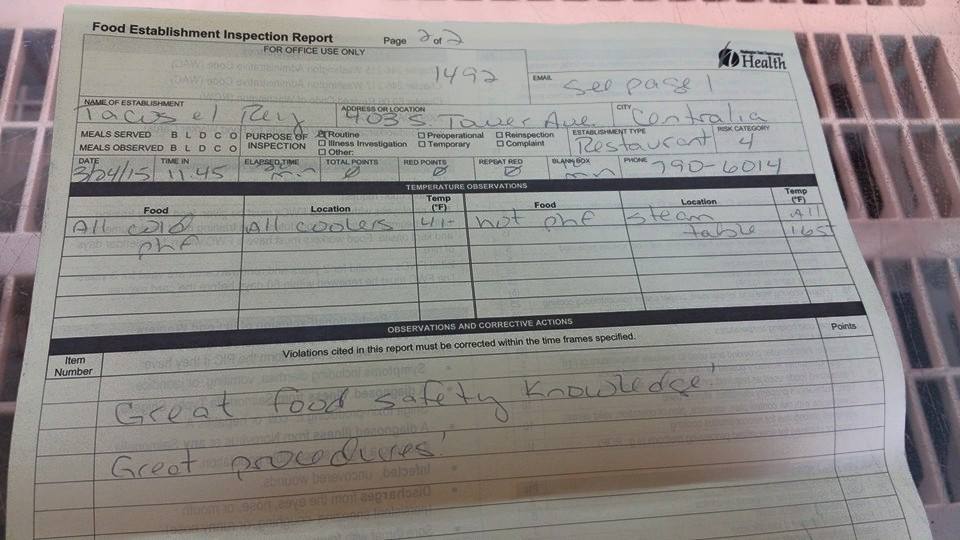 Food Establishment Inspection Report Page 2 of 2
FOR OFFICE USE ONLY
1492
Washington State Department of
Health
EMAIL
see page 1
NAME OF ESTABLISHMENT
Tacos el Rey
ADDRESS OR LOCATION
403 S. Tower Ave.
CITY
Centralia
MEALS SERVED B L D C O
MEALS OBSERVED B L D C O
PURPOSE OF INSPECTION
Routine Preoperational Reinspection
Illness Investigation Temporary Complaint
Other:
ESTABLISHMENT TYPE
Restaurant
RISK CATEGORY
4
DATE
3/24/15
TIME IN
11:45
ELAPSED TIME
min
TOTAL POINTS
Ø
RED POINTS
Ø
REPEAT RED
Ø
BLANK BOX
PHONE
790-6014
TEMPERATURE OBSERVATIONS
Food Location Temp (°F) Food Location Temp (°F)
All cold All coolers 41- hot phf steam All
phf table 165+
OBSERVATIONS AND CORRECTIVE ACTIONS
Item Number
Violations cited in this report must be corrected within the time frames specified.
Points
Great food safety knowledge!
Great procedures!